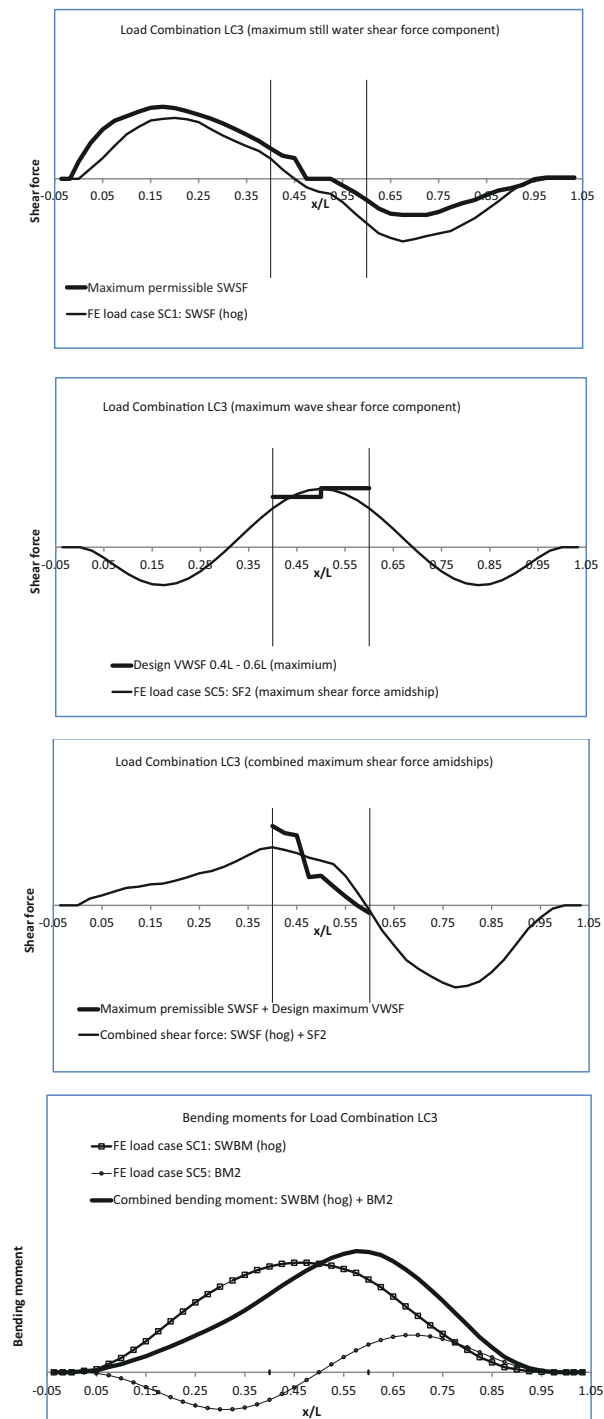 Load Combination LC3 (maximum still water shear force component)
Shear force
-0.05 0.05 0.15 0.25 0.35 0.45 0.55 0.65 0.75 0.85 0.95 1.05
x/L
Maximum permissible SWSF
FE load case SC1: SWSF (hog)
Load Combination LC3 (maximum wave shear force component)
Shear force
-0.05 0.05 0.15 0.25 0.35 0.45 0.55 0.65 0.75 0.85 0.95 1.05
x/L
Design VWSF 0.4L - 0.6L (maximium)
FE load case SC5: SF2 (maximum shear force amidship)
Load Combination LC3 (combined maximum shear force amidships)
Shear force
-0.05 0.05 0.15 0.25 0.35 0.45 0.55 0.65 0.75 0.85 0.95 1.05
x/L
Maximum premissible SWSF + Design maximum VWSF
Combined shear force: SWSF (hog) + SF2
Bending moments for Load Combination LC3
FE load case SC1: SWBM (hog)
FE load case SC5: BM2
Combined bending moment: SWBM (hog) + BM2
Bending moment
-0.05 0.05 0.15 0.25 0.35 0.45 0.55 0.65 0.75 0.85 0.95 1.05
x/L